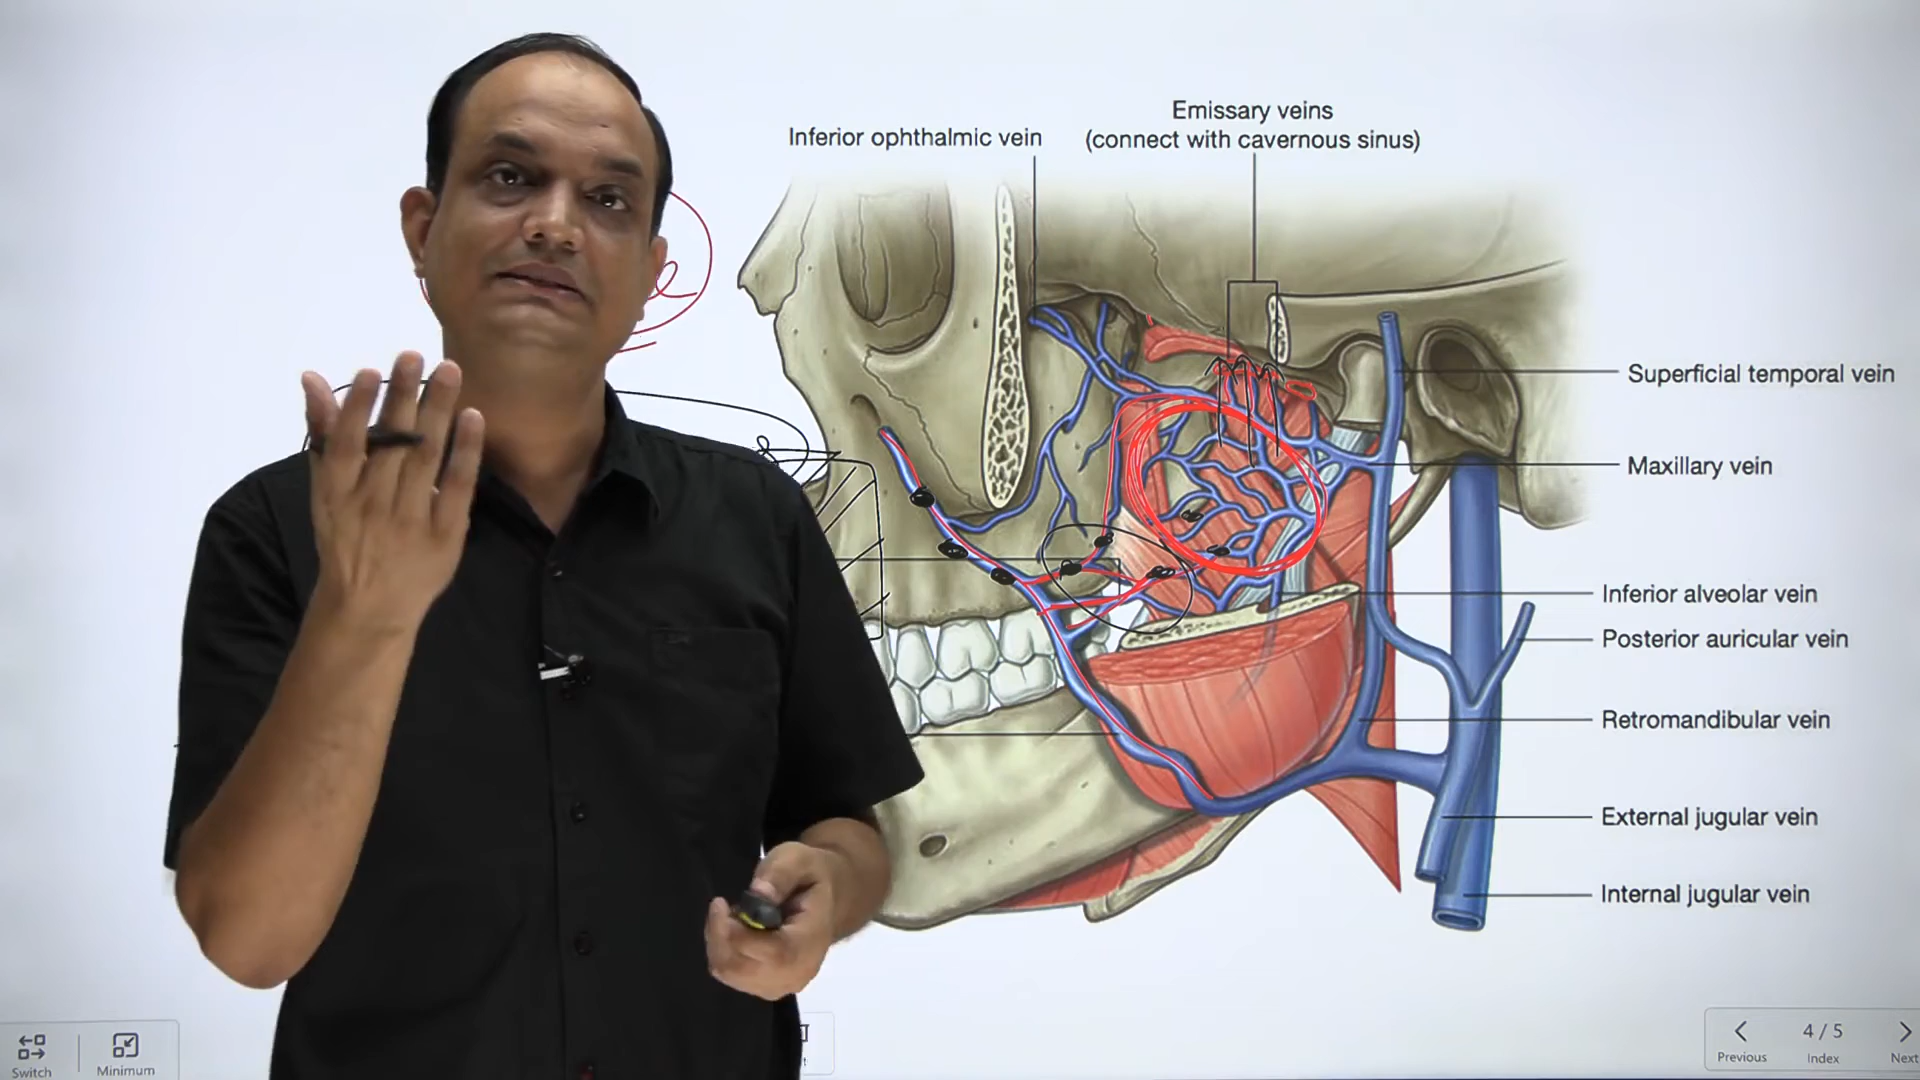 Inferior ophthalmic vein
Emissary veins
(connect with cavernous sinus)
Superficial temporal vein
Maxillary vein
Inferior alveolar vein
Posterior auricular vein
Retromandibular vein
External jugular vein
Internal jugular vein
Switch
Minimum
Previous
4 / 5
Index
Next